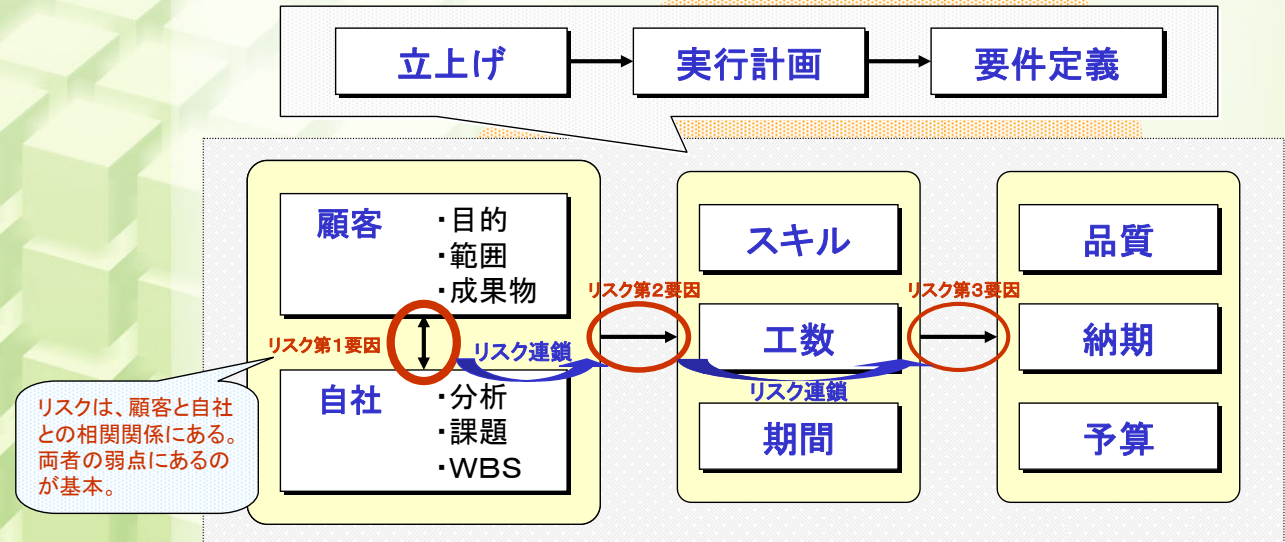 立上げ
実行計画
要件定義
顧客
・目的
・範囲
・成果物
リスク第1要因
自社
・分析
・課題
・WBS
リスク連鎖
リスク第2要因
スキル
工数
期間
リスク連鎖
リスク第3要因
品質
納期
予算
リスクは、顧客と自社
との相関関係にある。
両者の弱点にあるの
が基本。